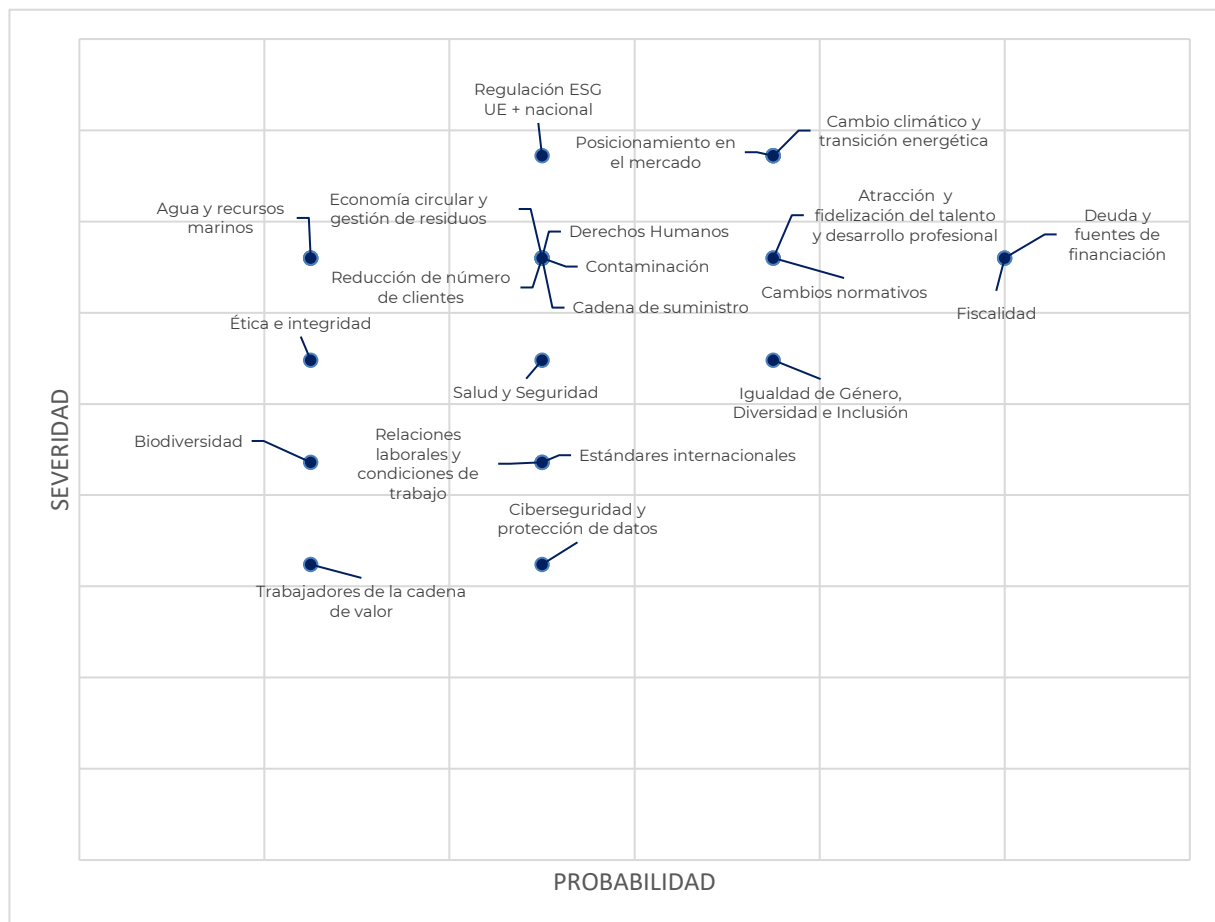 Regulación ESG
UE + nacional
Cambio climático y
transición energética
Posicionamiento en
el mercado
Agua y recursos
marinos
Economía circular y
gestión de residuos
Derechos Humanos
Contaminación
Reducción de número
de clientes
Cadena de suministro
Atracción y
fidelización del talento
y desarrollo profesional
Cambios normativos
Deuda y
fuentes de
financiación
Fiscalidad
Ética e integridad
Salud y Seguridad
Igualdad de Género,
Diversidad e Inclusión
Biodiversidad
Relaciones
laborales y
condiciones de
trabajo
Estándares internacionales
Ciberseguridad y
protección de datos
Trabajadores de la cadena
de valor
SEVERIDAD
PROBABILIDAD